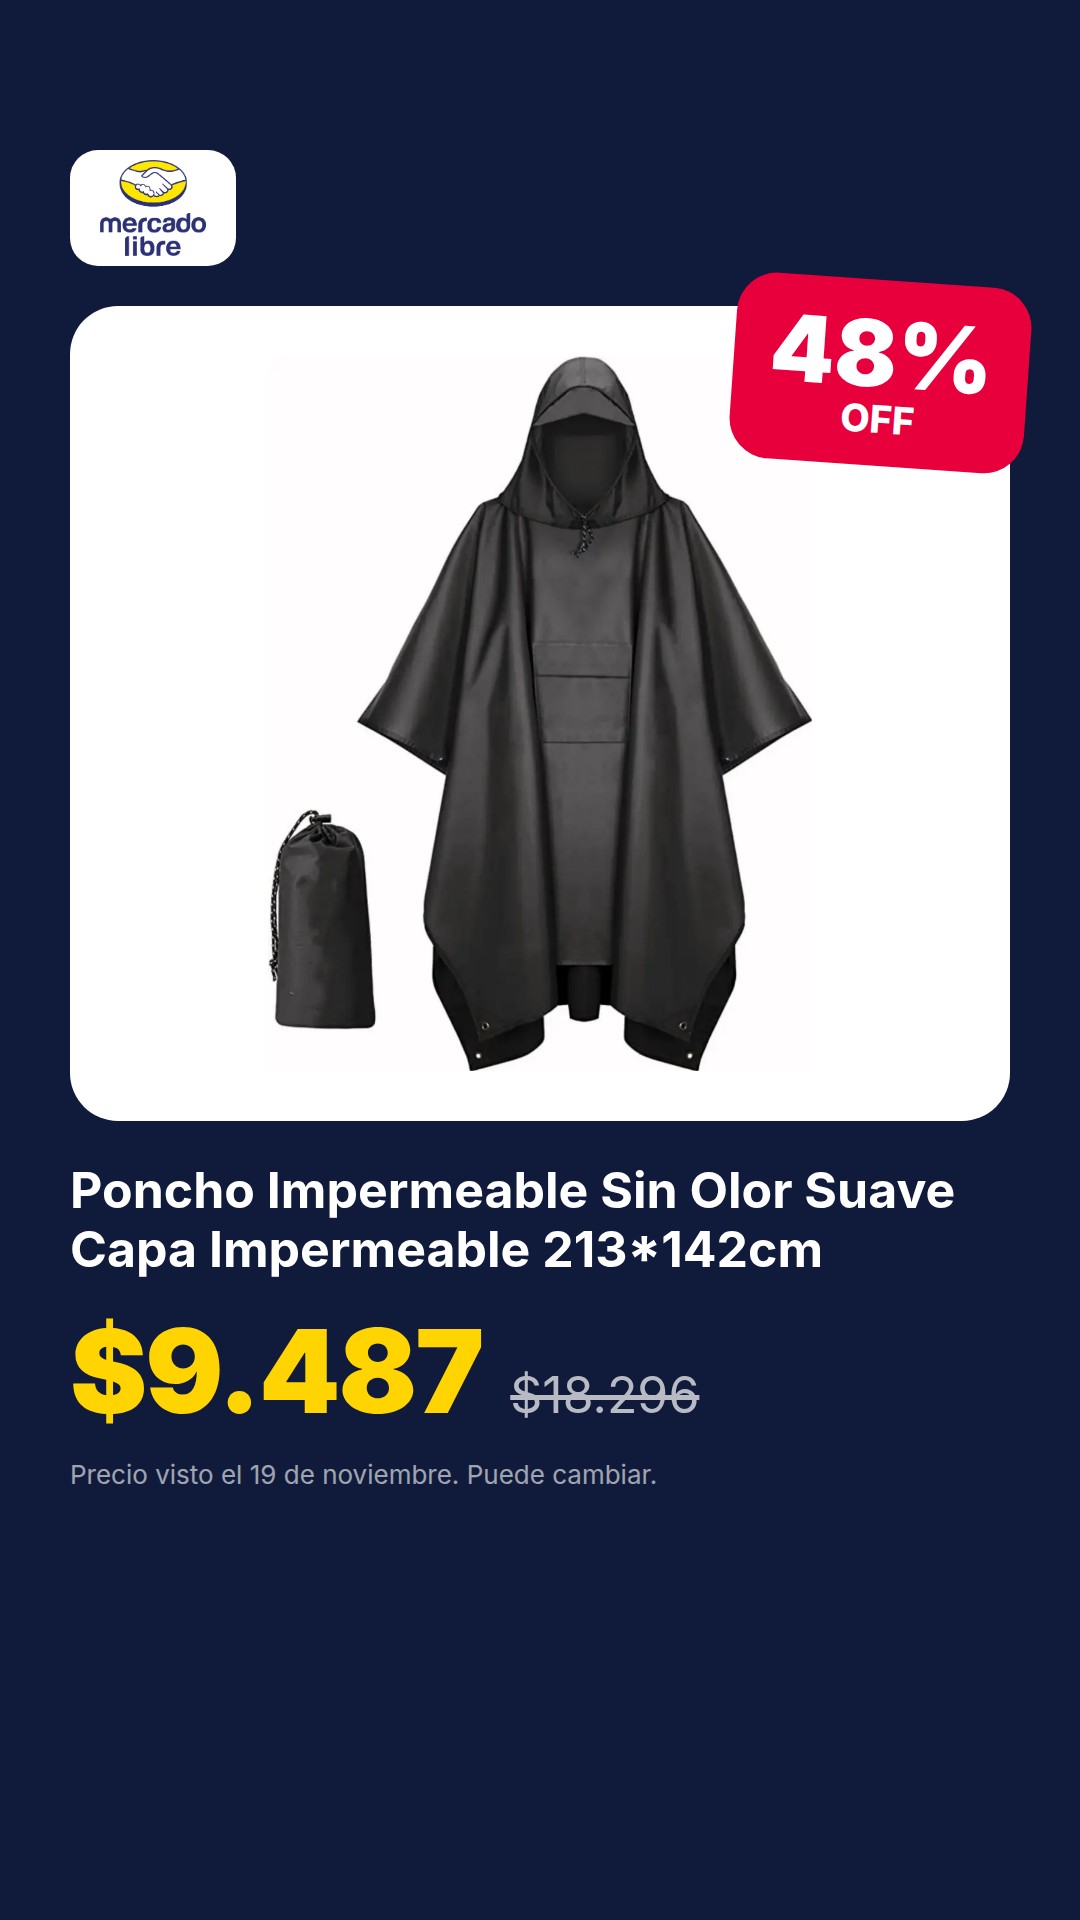 mercado
libre
48%
OFF
Poncho Impermeable Sin Olor Suave
Capa Impermeable 213*142cm
$9.487 $18.296
Precio visto el 19 de noviembre. Puede cambiar.